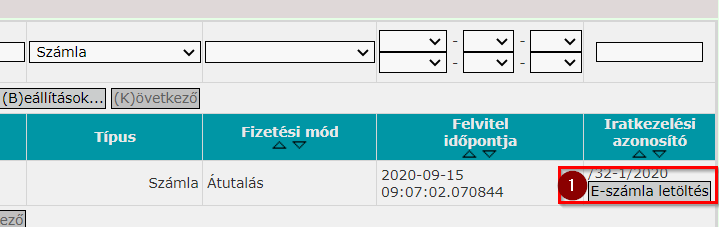 Számla
- -
- -
(B)eállítások... (K)övetkező
Típus Fizetési mód Felvitel időpontja Iratkezelési azonosító
Számla Átutalás 2020-09-15 09:07:02.070844 /32-1/2020
1 E-számla letöltés
ező